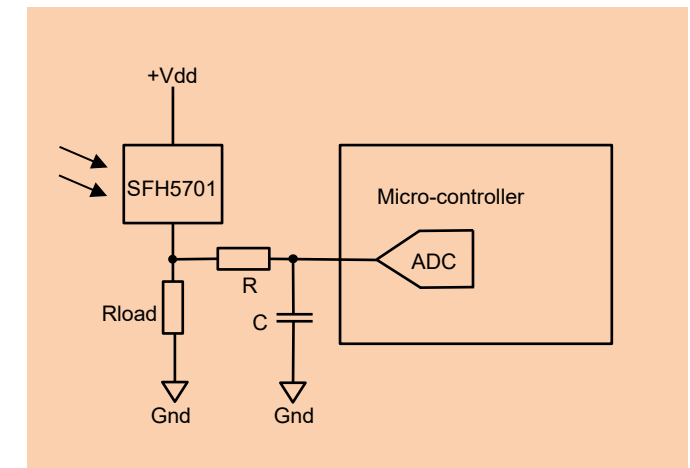 +Vdd
SFH5701
Micro-controller
ADC
R
Rload
C
Gnd
Gnd